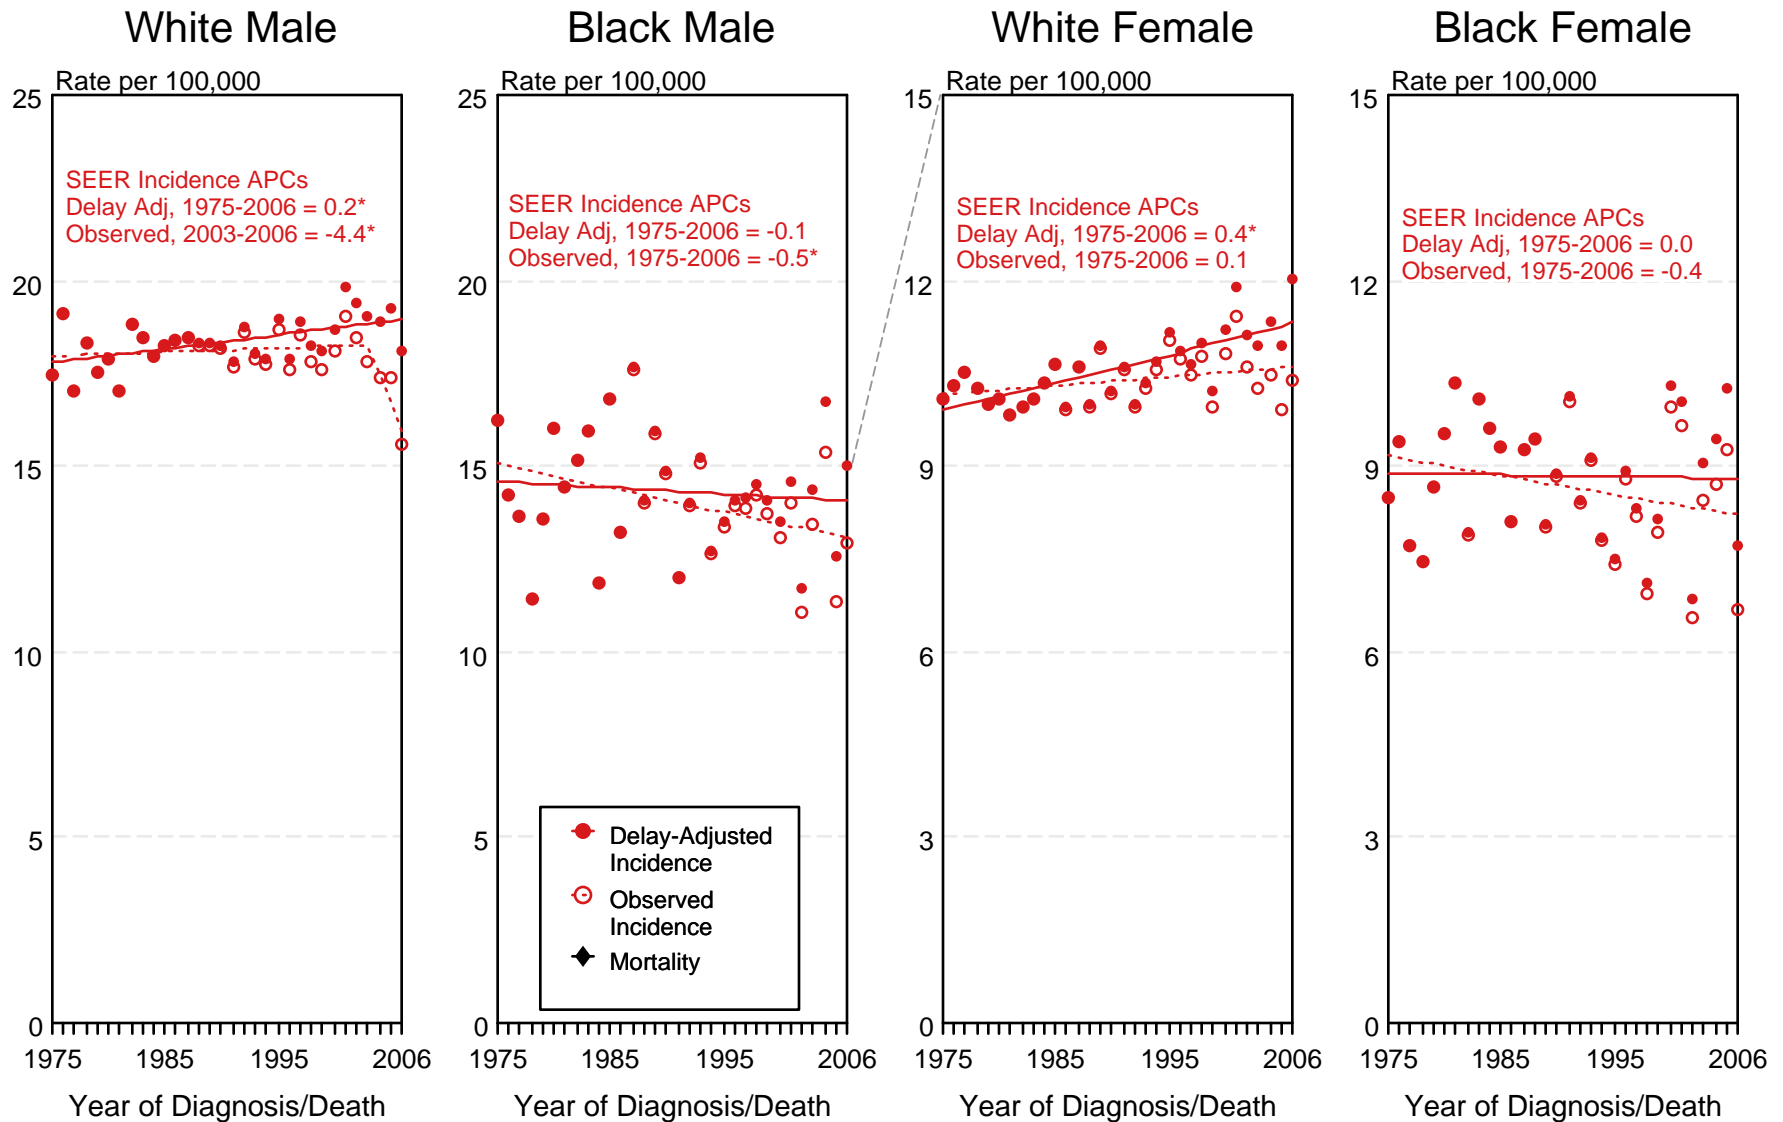 White Male
Black Male
White Female
Black Female
Rate per 100,000
Rate per 100,000
Rate per 100,000
Rate per 100,000
25
20
15
10
5
0
SEER Incidence APCs
Delay Adj, 1975-2006 = 0.2*
Observed, 2003-2006 = -4.4*
1975
1985
1995
2006
Year of Diagnosis/Death
25
20
15
10
5
0
SEER Incidence APCs
Delay Adj, 1975-2006 = -0.1
Observed, 1975-2006 = -0.5*
Delay-Adjusted
Incidence
Observed
Incidence
Mortality
1975
1985
1995
2006
Year of Diagnosis/Death
15
12
9
6
3
0
SEER Incidence APCs
Delay Adj, 1975-2006 = 0.4*
Observed, 1975-2006 = 0.1
1975
1985
1995
2006
Year of Diagnosis/Death
15
12
9
6
3
0
SEER Incidence APCs
Delay Adj, 1975-2006 = 0.0
Observed, 1975-2006 = -0.4
1975
1985
1995
2006
Year of Diagnosis/Death